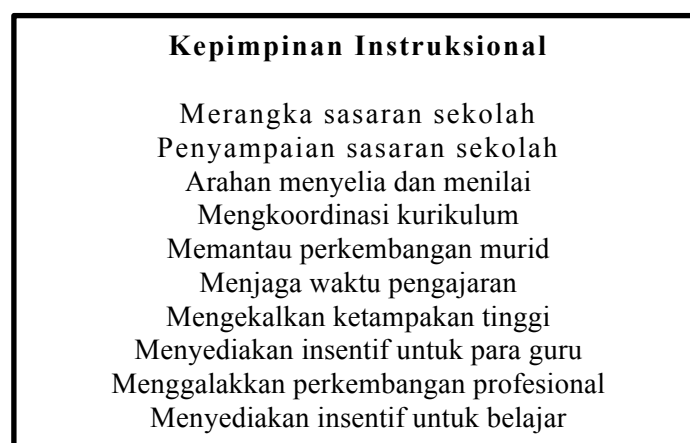 Kepimpinan Instruksional
Merangka sasaran sekolah
Penyampaian sasaran sekolah
Arahan menyelia dan menilai
Mengkoordinasi kurikulum
Memantau perkembangan murid
Menjaga waktu pengajaran
Mengekalkan ketampakan tinggi
Menyediakan insentif untuk para guru
Menggalakkan perkembangan profesional
Menyediakan insentif untuk belajar